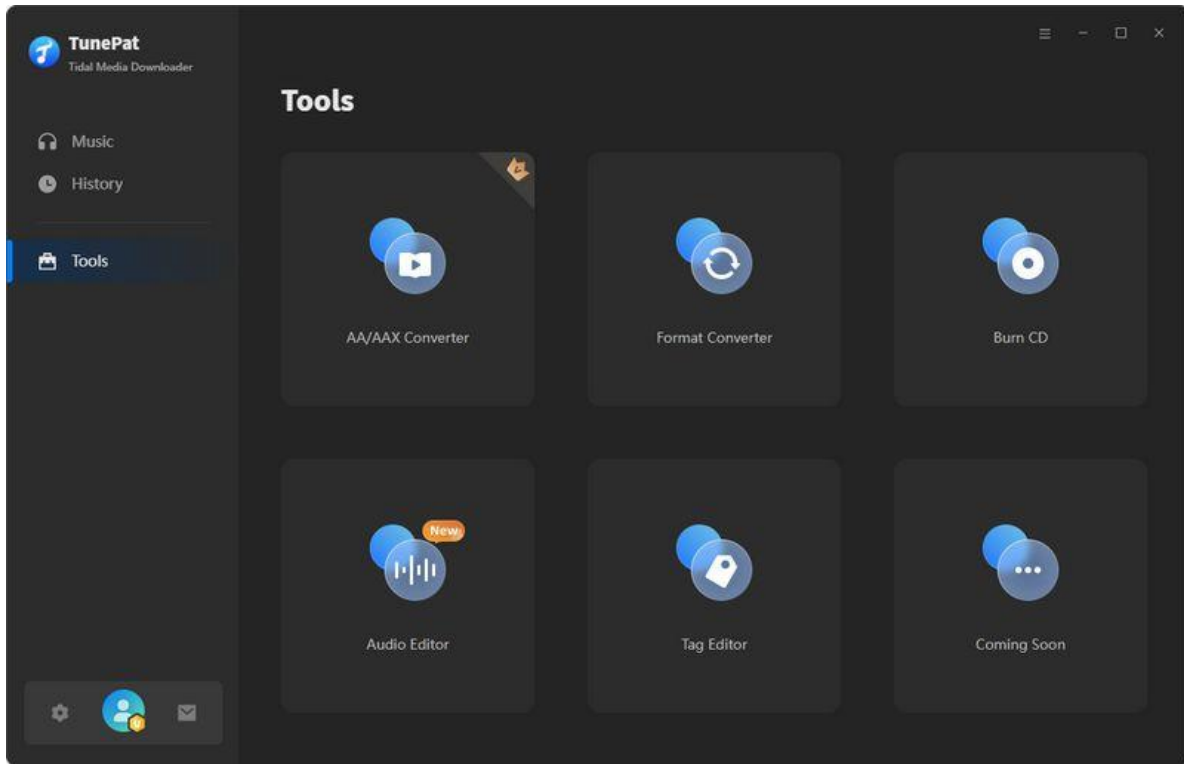 TunePat
Tidal Media Downloader
Music
History
Tools
Tools
AA/AAX Converter
Format Converter
Burn CD
New
Audio Editor
Tag Editor
Coming Soon